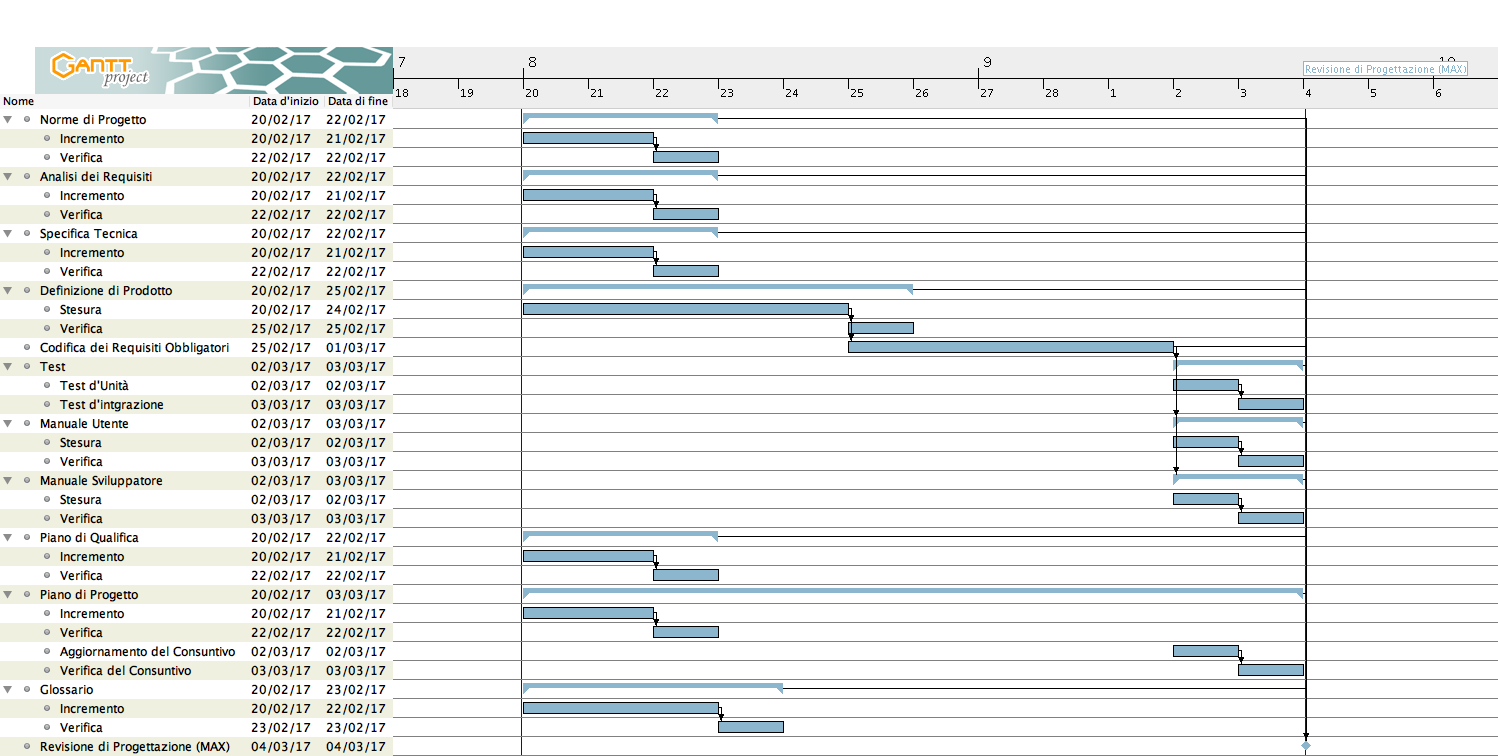 GANTT
project
7 8 9 10
Revisione di Progettazione (MAX)
18 19 20 21 22 23 24 25 26 27 28 1 2 3 4 5 6
Nome Data d'inizio Data di fine
Norme di Progetto 20/02/17 22/02/17
Incremento 20/02/17 21/02/17
Verifica 22/02/17 22/02/17
Analisi dei Requisiti 20/02/17 22/02/17
Incremento 20/02/17 21/02/17
Verifica 22/02/17 22/02/17
Specifica Tecnica 20/02/17 22/02/17
Incremento 20/02/17 21/02/17
Verifica 22/02/17 22/02/17
Definizione di Prodotto 20/02/17 25/02/17
Stesura 20/02/17 24/02/17
Verifica 25/02/17 25/02/17
Codifica dei Requisiti Obbligatori 25/02/17 01/03/17
Test 02/03/17 03/03/17
Test d'Unità 02/03/17 02/03/17
Test d'intgrazione 03/03/17 03/03/17
Manuale Utente 02/03/17 03/03/17
Stesura 02/03/17 02/03/17
Verifica 03/03/17 03/03/17
Manuale Sviluppatore 02/03/17 03/03/17
Stesura 02/03/17 02/03/17
Verifica 03/03/17 03/03/17
Piano di Qualifica 20/02/17 22/02/17
Incremento 20/02/17 21/02/17
Verifica 22/02/17 22/02/17
Piano di Progetto 20/02/17 03/03/17
Incremento 20/02/17 21/02/17
Verifica 22/02/17 22/02/17
Aggiornamento del Consuntivo 02/03/17 02/03/17
Verifica del Consuntivo 03/03/17 03/03/17
Glossario 20/02/17 23/02/17
Incremento 20/02/17 22/02/17
Verifica 23/02/17 23/02/17
Revisione di Progettazione (MAX) 04/03/17 04/03/17